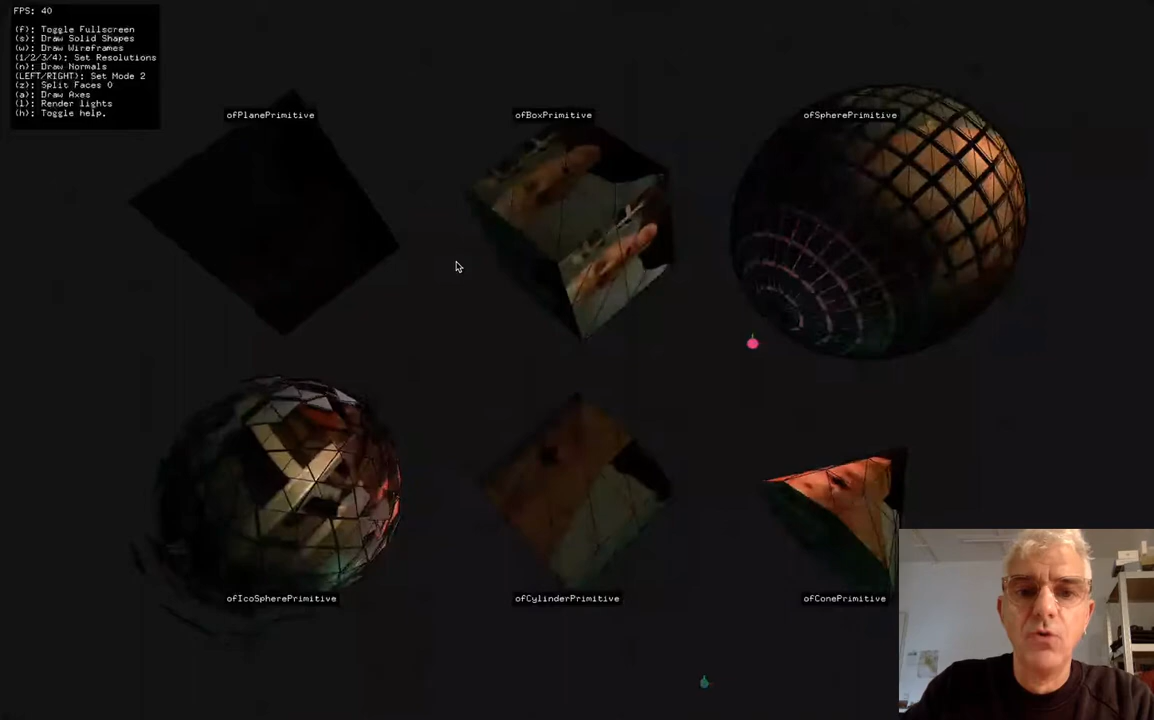 FPS: 40
(f): Toggle Fullscreen
(s): Draw Solid Shapes
(w): Draw Wireframes
(1/2/3/4): Set Resolutions
(n): Draw Normals
(LEFT/RIGHT): Set Mode 2
(z): Split Faces 0
(a): Draw Axes
(l): Render lights
(h): Toggle help.
ofPlanePrimitive
ofBoxPrimitive
ofSpherePrimitive
ofIcoSpherePrimitive
ofCylinderPrimitive
ofConePrimitive